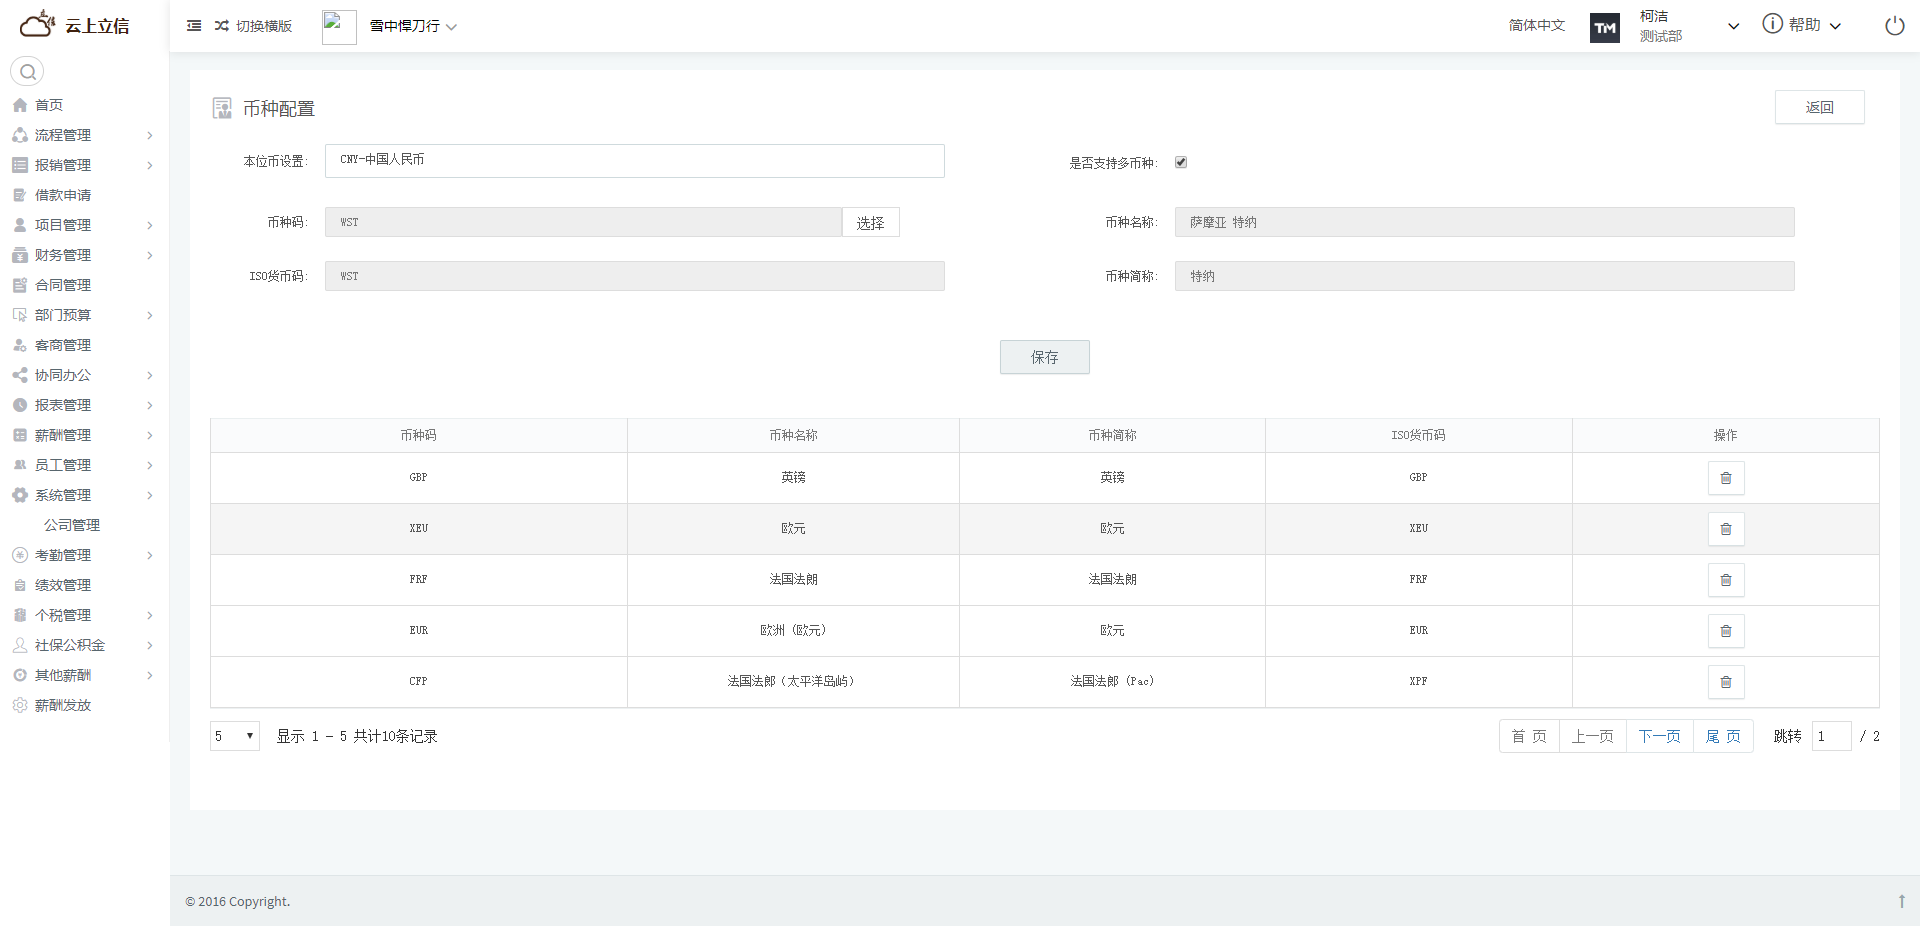 云上立信
切换横版
雪中悍刀行
简体中文
TM
柯洁
测试部
帮助
首页
流程管理
报销管理
借款申请
项目管理
财务管理
合同管理
部门预算
客商管理
协同办公
报表管理
薪酬管理
员工管理
系统管理
公司管理
考勤管理
绩效管理
个税管理
社保公积金
其他薪酬
薪酬发放
币种配置
返回
本位币设置: CNY-中国人民币
是否支持多币种:
币种码: WST 选择
币种名称: 萨摩亚 特纳
ISO货币码: WST
币种简称: 特纳
保存
币种码 币种名称 币种简称 ISO货币码 操作
GBP 英镑 英镑 GBP
XEU 欧元 欧元 XEU
FRF 法国法朗 法国法朗 FRF
EUR 欧洲（欧元） 欧元 EUR
CFP 法国法郎（太平洋岛屿） 法国法郎（Pac） XPF
5 显示 1 - 5 共计10条记录
首 页 上一页 下一页 尾 页 跳转 1 / 2
© 2016 Copyright.